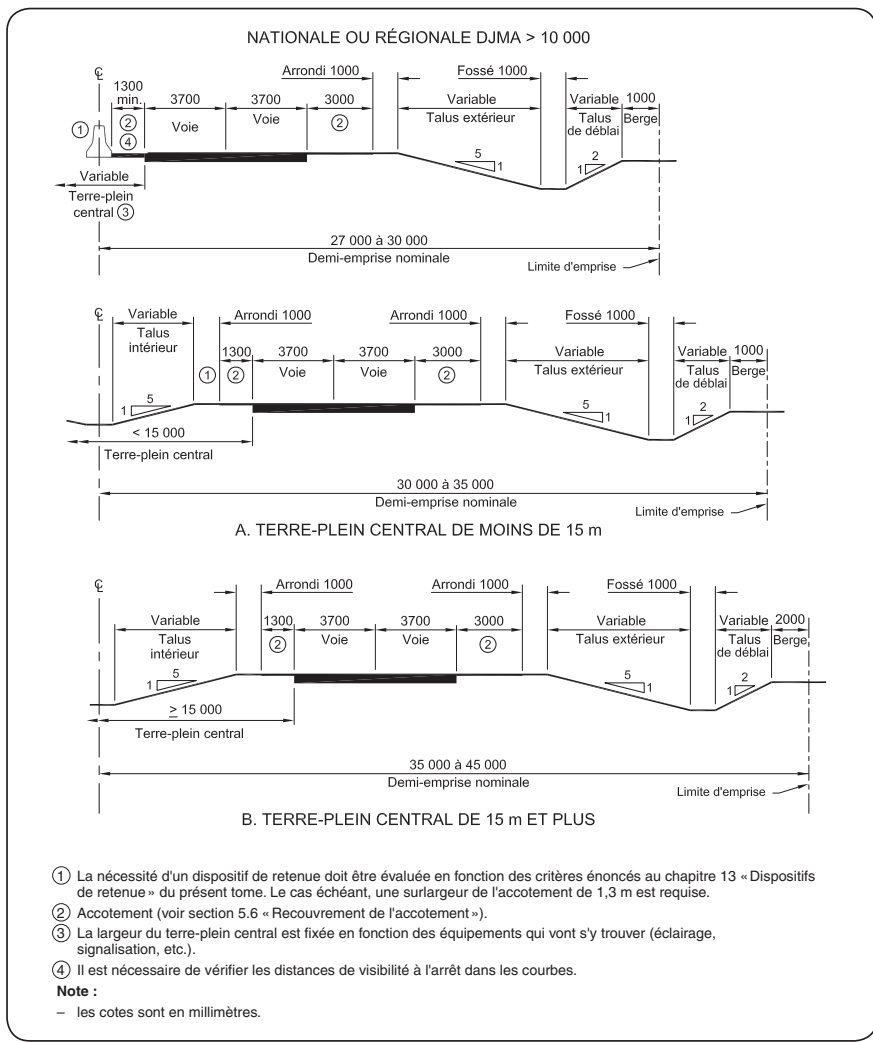 NATIONALE OU RÉGIONALE DJMA > 10 000
℄
Arrondi 1000
Fossé 1000
1300
min.
3700
3700
3000
Variable
Variable
1000
①
②
④
Voie
Voie
②
Talus extérieur
Talus
de déblai
Berge
5
1
2
1
Variable
Terre-plein
central ③
27 000 à 30 000
Demi-emprise nominale
Limite d'emprise
℄
Variable
Arrondi 1000
Arrondi 1000
Fossé 1000
Talus
intérieur
1300
3700
3700
3000
Variable
Variable
1000
①
②
Voie
Voie
②
Talus extérieur
Talus
de déblai
Berge
5
1
5
1
2
1
< 15 000
Terre-plein central
30 000 à 35 000
Demi-emprise nominale
Limite d'emprise
A. TERRE-PLEIN CENTRAL DE MOINS DE 15 m
℄
Arrondi 1000
Arrondi 1000
Fossé 1000
Variable
1300
3700
3700
3000
Variable
Variable
2000
Talus
intérieur
②
Voie
Voie
②
Talus extérieur
Talus
de déblai
Berge
5
1
5
1
2
1
≥ 15 000
Terre-plein central
35 000 à 45 000
Demi-emprise nominale
Limite d'emprise
B. TERRE-PLEIN CENTRAL DE 15 m ET PLUS
① La nécessité d'un dispositif de retenue doit être évaluée en fonction des critères énoncés au chapitre 13 « Dispositifs
de retenue » du présent tome. Le cas échéant, une surlargeur de l'accotement de 1,3 m est requise.
② Accotement (voir section 5.6 « Recouvrement de l'accotement »).
③ La largeur du terre-plein central est fixée en fonction des équipements qui vont s'y trouver (éclairage,
signalisation, etc.).
④ Il est nécessaire de vérifier les distances de visibilité à l'arrêt dans les courbes.
Note :
– les cotes sont en millimètres.